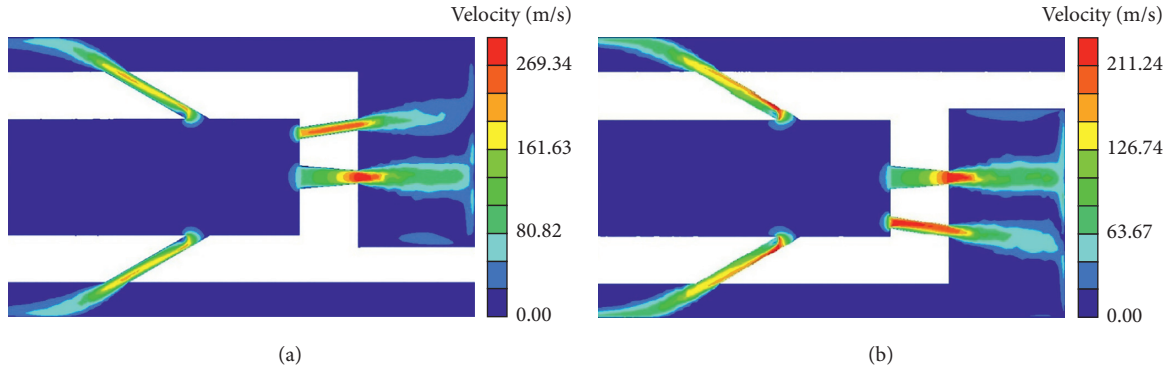 Velocity (m/s)
269.34
161.63
80.82
0.00
(a)
Velocity (m/s)
211.24
126.74
63.67
0.00
(b)